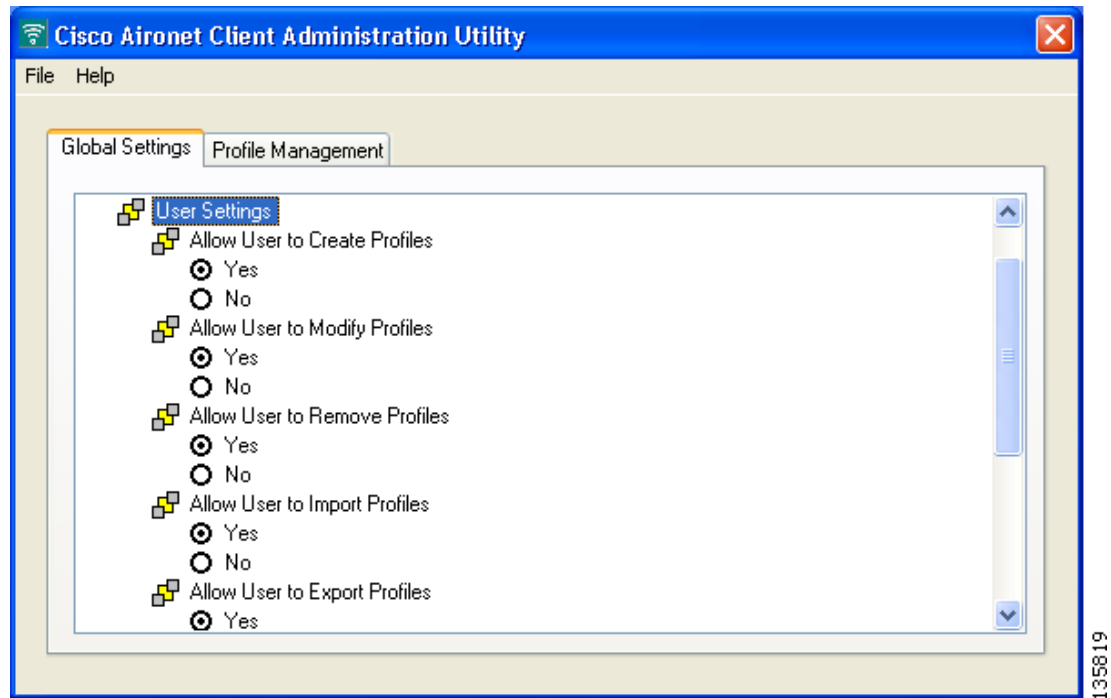 Cisco Aironet Client Administration Utility
File Help
Global Settings Profile Management
User Settings
Allow User to Create Profiles
Yes
No
Allow User to Modify Profiles
Yes
No
Allow User to Remove Profiles
Yes
No
Allow User to Import Profiles
Yes
No
Allow User to Export Profiles
Yes
135819